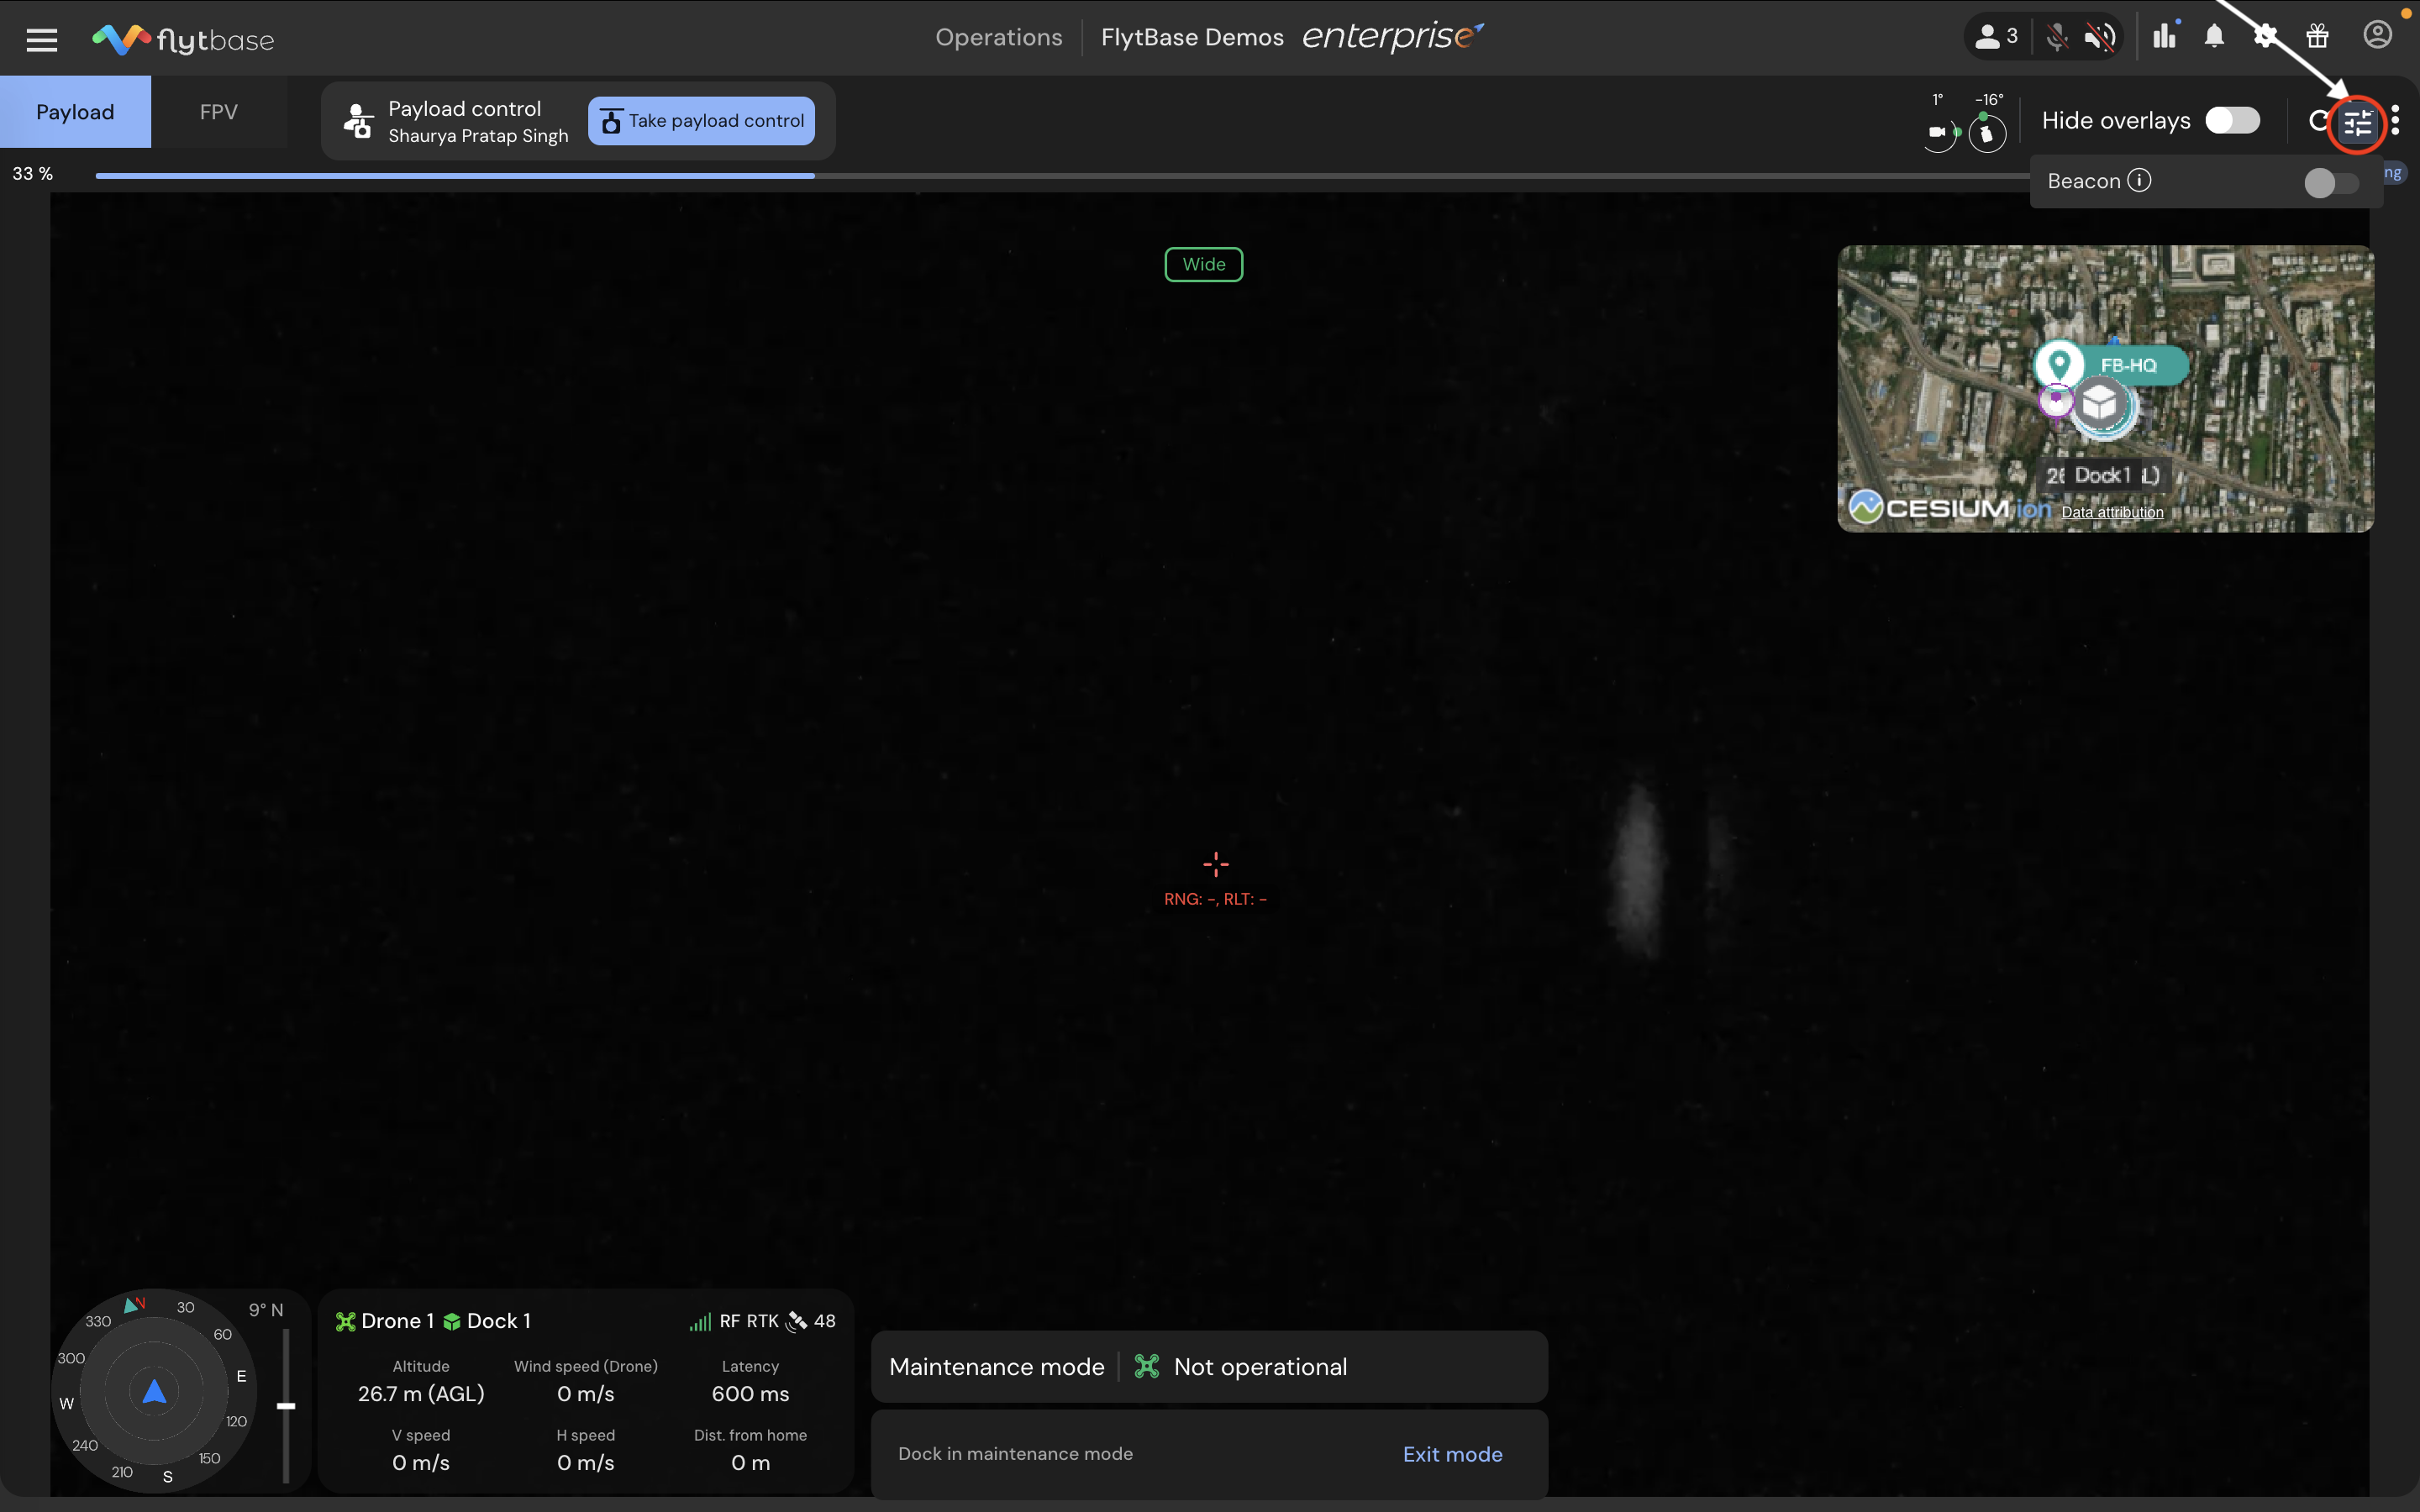 flytbase
Operations
FlytBase Demos enterprise
3
Payload
FPV
Payload control
Shaurya Pratap Singh
Take payload control
1°
-16°
Hide overlays
33 %
Beacon
ng
Wide
FB-HQ
Dock1 L)
CESIUM ion Data attribution
RNG: -, RLT: -
N
30
60
E
120
150
S
210
240
W
300
330
9° N
Drone 1 Dock 1
RF RTK 48
Altitude
26.7 m (AGL)
Wind speed (Drone)
0 m/s
Latency
600 ms
V speed
0 m/s
H speed
0 m/s
Dist. from home
0 m
Maintenance mode
Not operational
Dock in maintenance mode
Exit mode